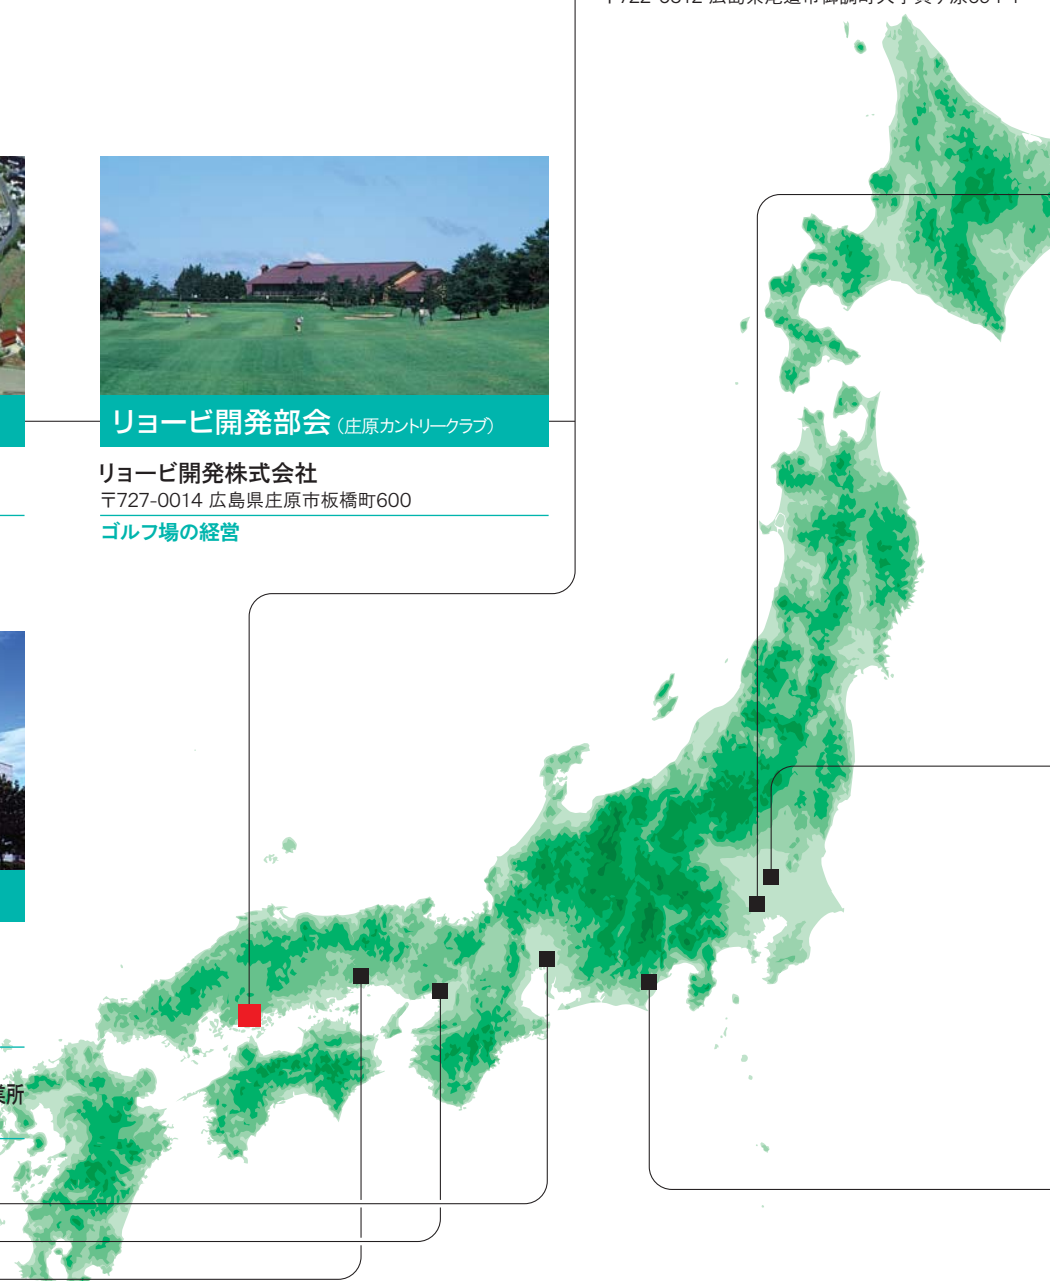 リョービ開発部会（庄原カントリークラブ）
リョービ開発株式会社
〒727-0014 広島県庄原市板橋町600
ゴルフ場の経営
業所